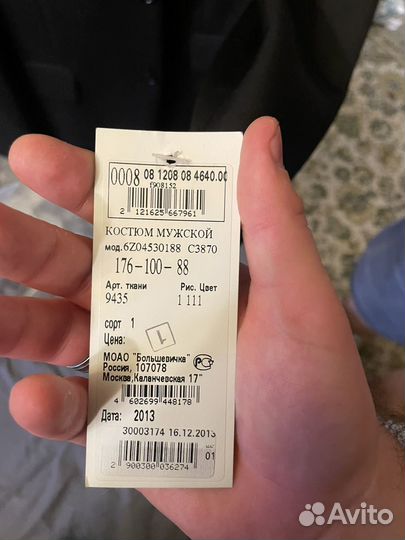 0008 08 1208 08 4640.00
f908152
2 121625 667961
КОСТЮМ МУЖСКОЙ
мод. 6Z04530188 С3870
176-100-88
Арт. ткани Рис. Цвет
9435 1 111
сорт 1
1
Цена:
МОАО "Большевичка"
Россия, 107078
Москва,Каланчевская 17"
РСТ
4 602699 448178
Дата: 2013
30003174 16.12.2013
01
2 900300 036274
Avito